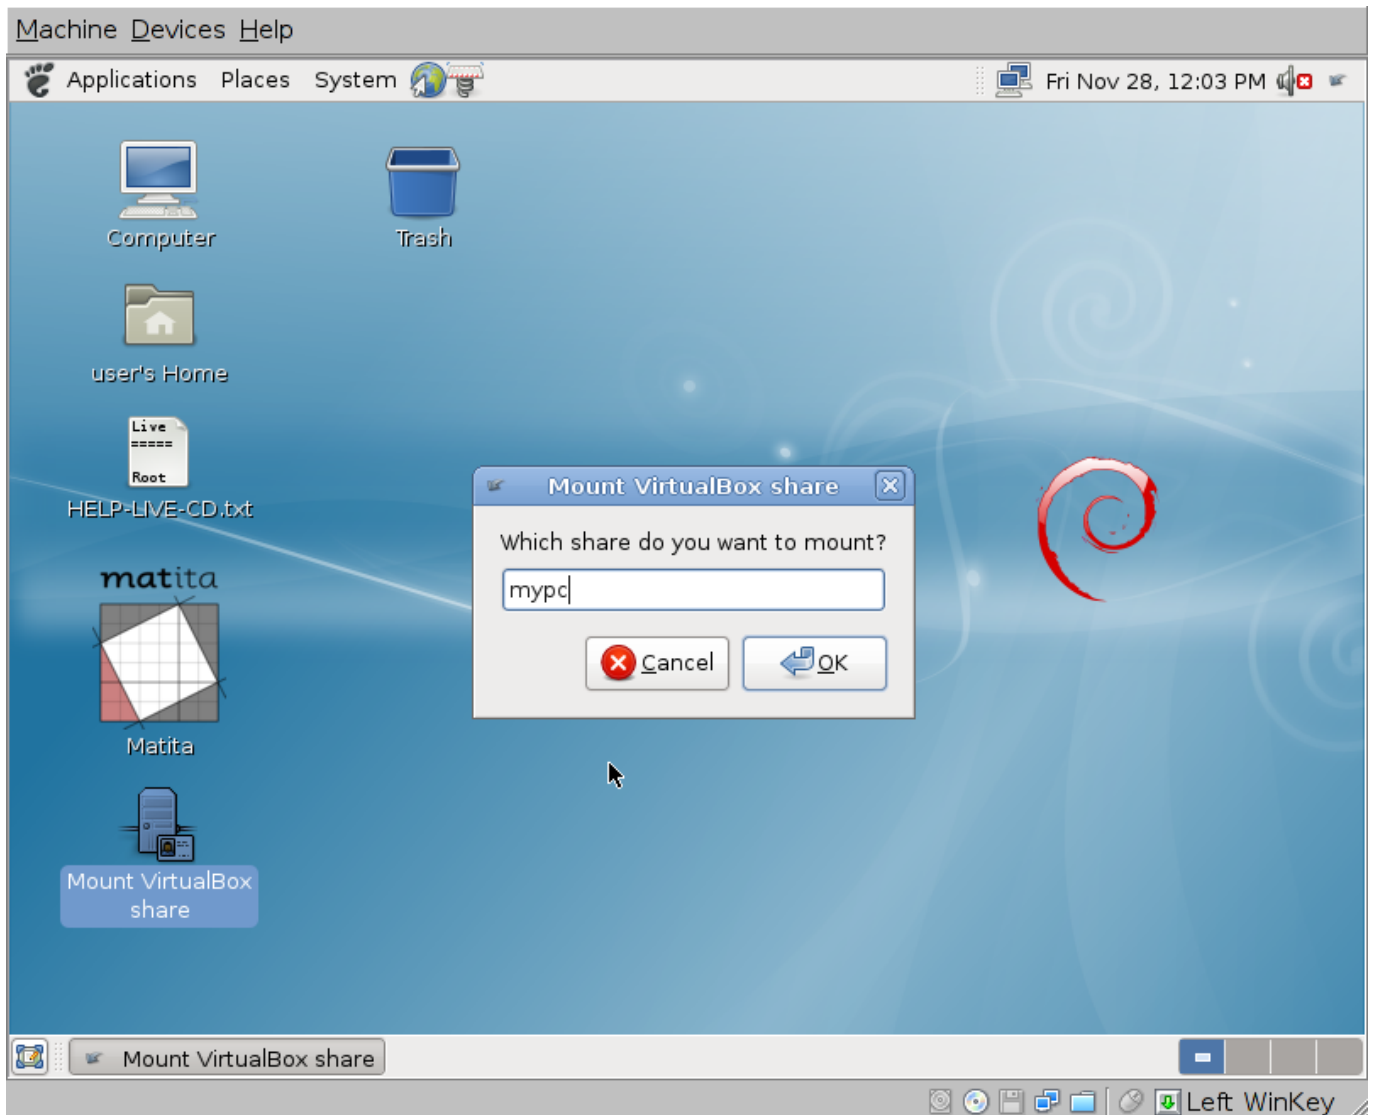 Machine Devices Help
Applications Places System
Fri Nov 28, 12:03 PM
Computer
Trash
user's Home
Live
=====
Root
HELP-LIVE-CD.txt
matita
Matita
Mount VirtualBox
share
Mount VirtualBox share
Which share do you want to mount?
mypc
Cancel
OK
Mount VirtualBox share
Left WinKey